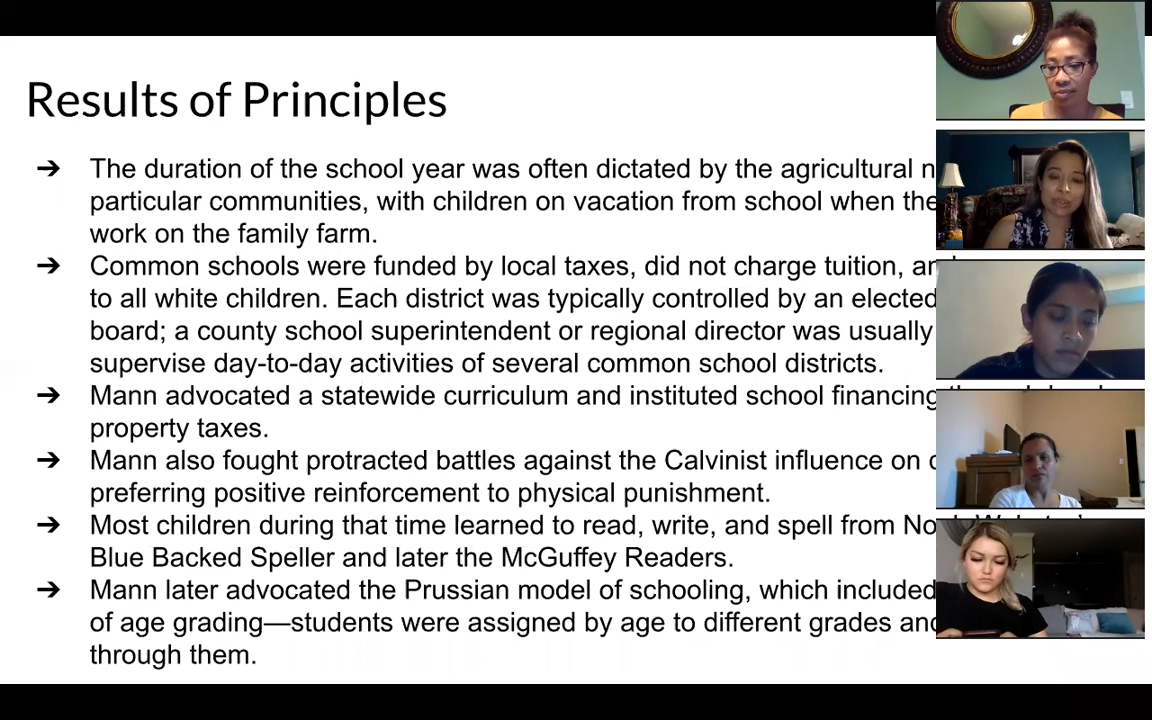 Results of Principles
➔ The duration of the school year was often dictated by the agricultural
particular communities, with children on vacation from school when the
work on the family farm.
➔ Common schools were funded by local taxes, did not charge tuition,
to all white children. Each district was typically controlled by an elected
board; a county school superintendent or regional director was usually
supervise day-to-day activities of several common school districts.
➔ Mann advocated a statewide curriculum and instituted school financing
property taxes.
➔ Mann also fought protracted battles against the Calvinist influence on
preferring positive reinforcement to physical punishment.
➔ Most children during that time learned to read, write, and spell from
Blue Backed Speller and later the McGuffey Readers.
➔ Mann later advocated the Prussian model of schooling, which included
of age grading—students were assigned by age to different grades
through them.